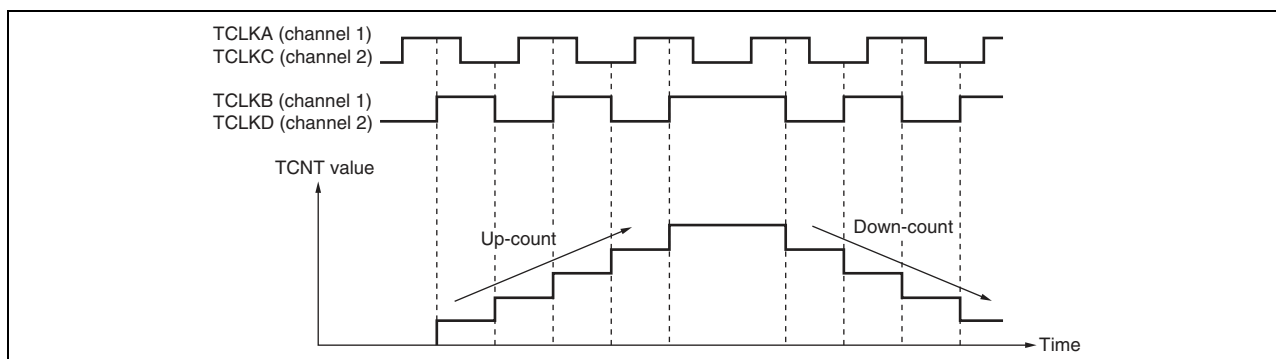 TCLKA (channel 1)
TCLKC (channel 2)
TCLKB (channel 1)
TCLKD (channel 2)
TCNT value
Up-count
Down-count
Time